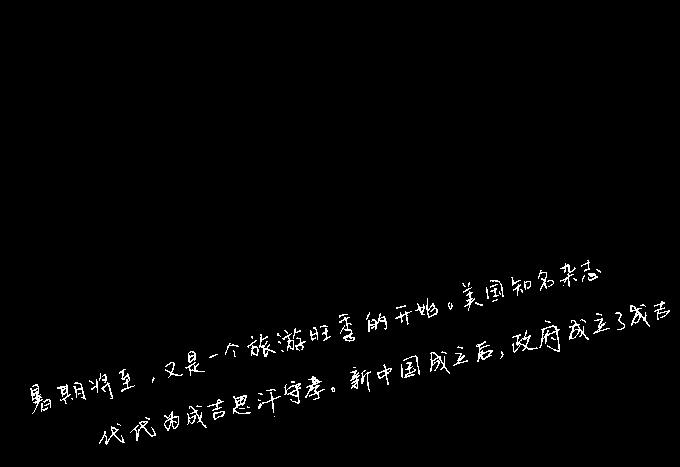 暑期将至，又是一个旅游旺季的开始。美国知名杂志
代代为成吉思汗守孝。新中国成立后，政府成立了成吉